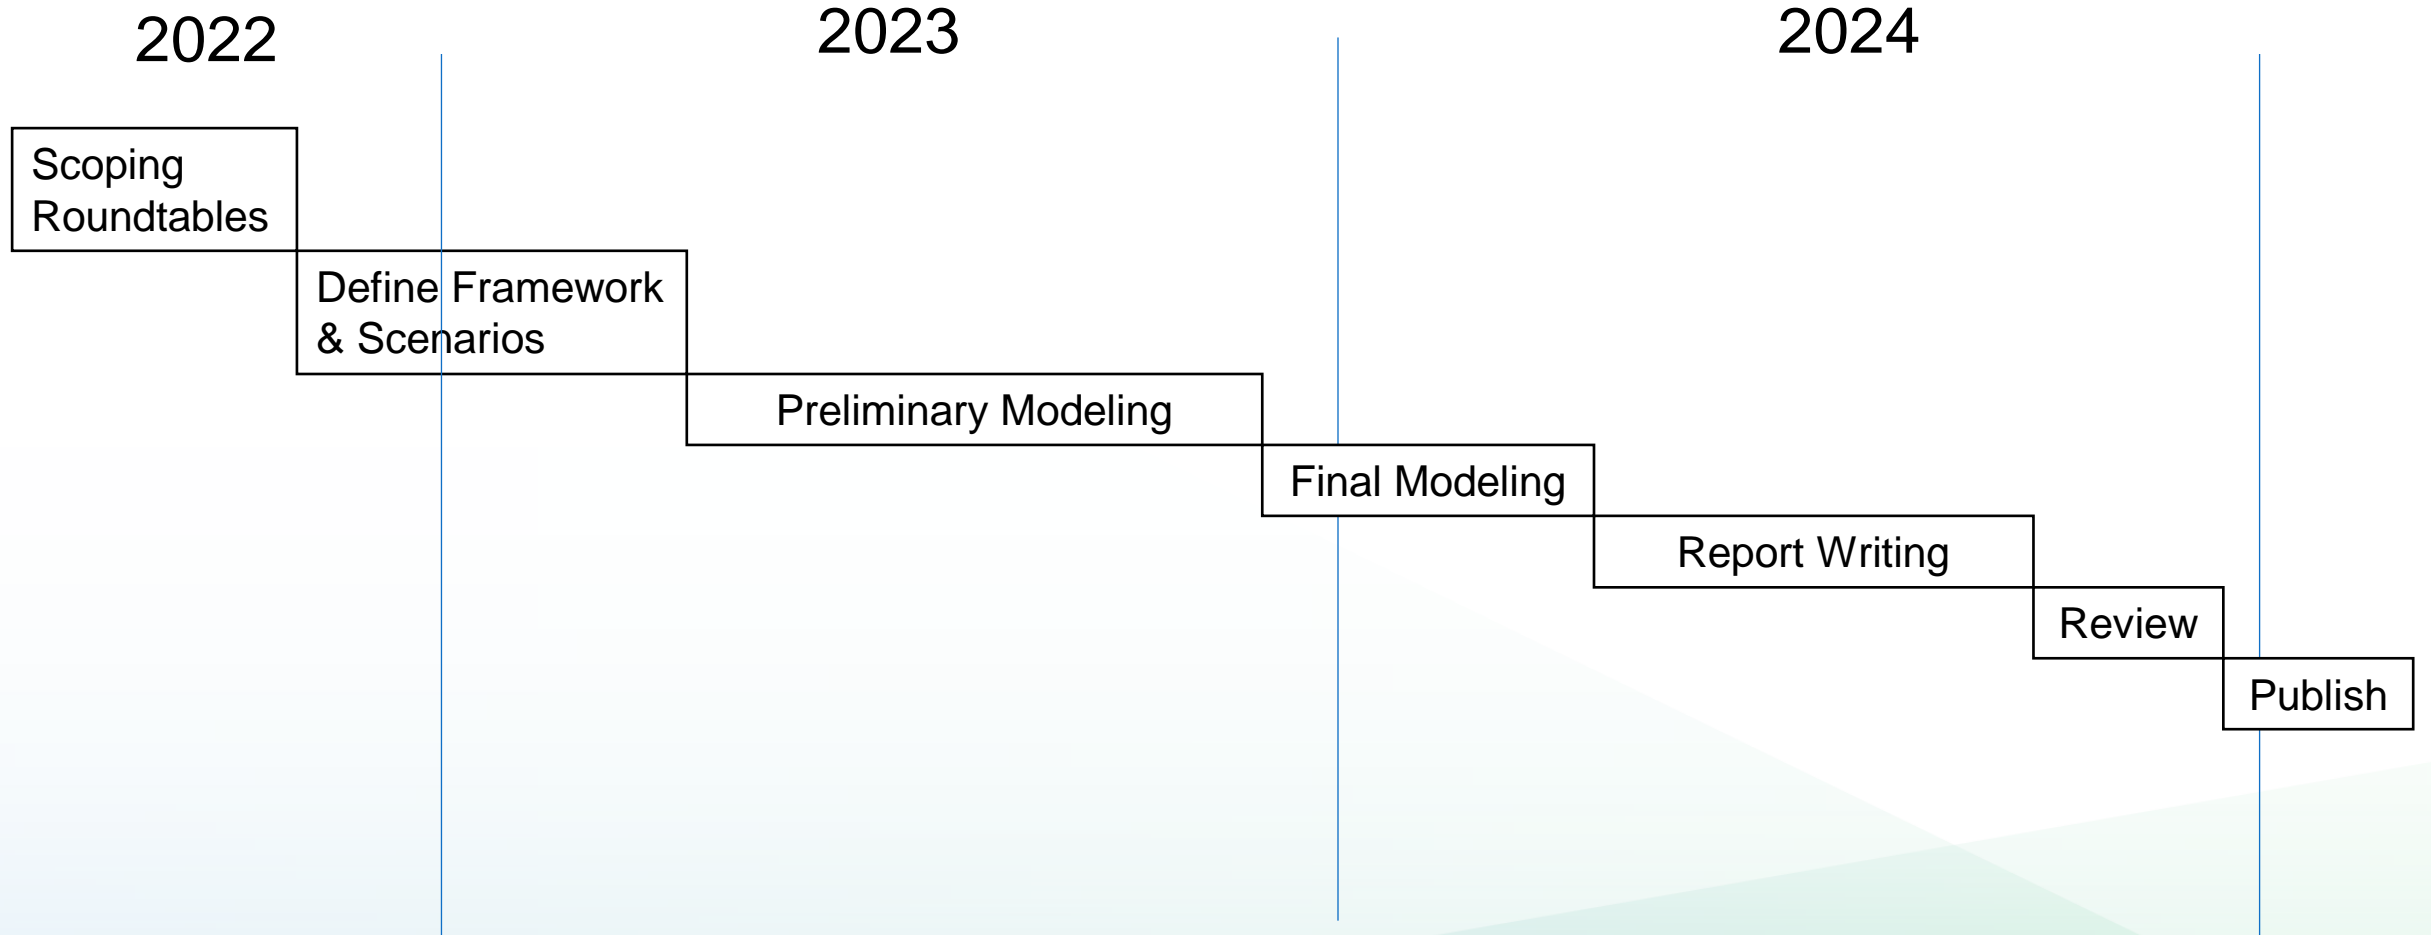 2022
2023
2024
Scoping
Roundtables
Define Framework
& Scenarios
Preliminary Modeling
Final Modeling
Report Writing
Review
Publish